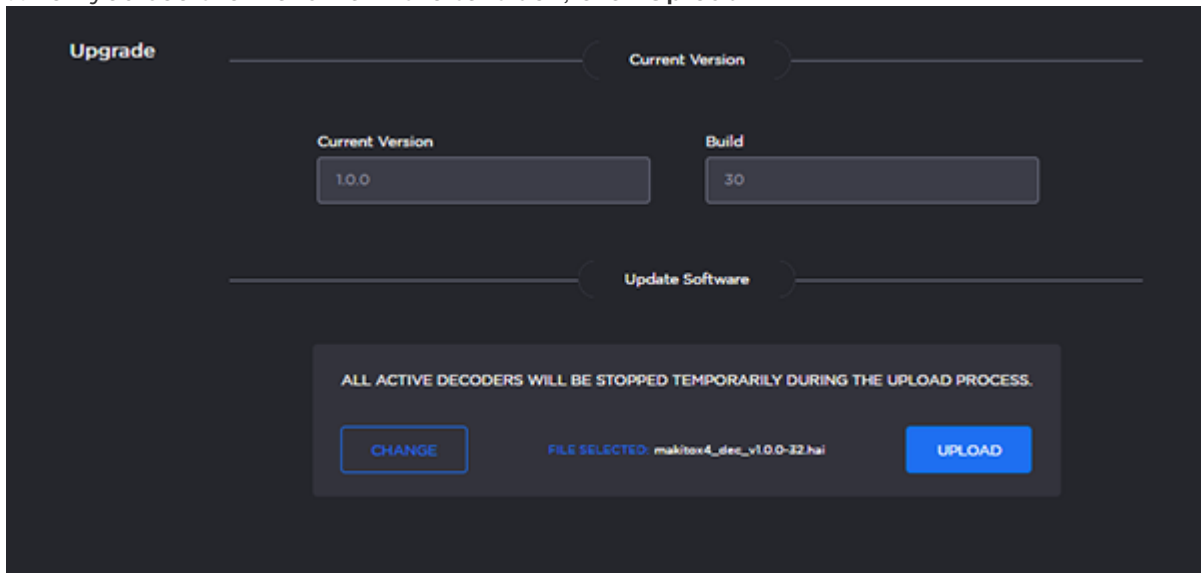 Upgrade
Current Version
Current Version
Build
1.0.0
30
Update Software
ALL ACTIVE DECODERS WILL BE STOPPED TEMPORARILY DURING THE UPLOAD PROCESS.
CHANGE
FILE SELECTED: makitox4_dec_v1.0.0-32.hai
UPLOAD